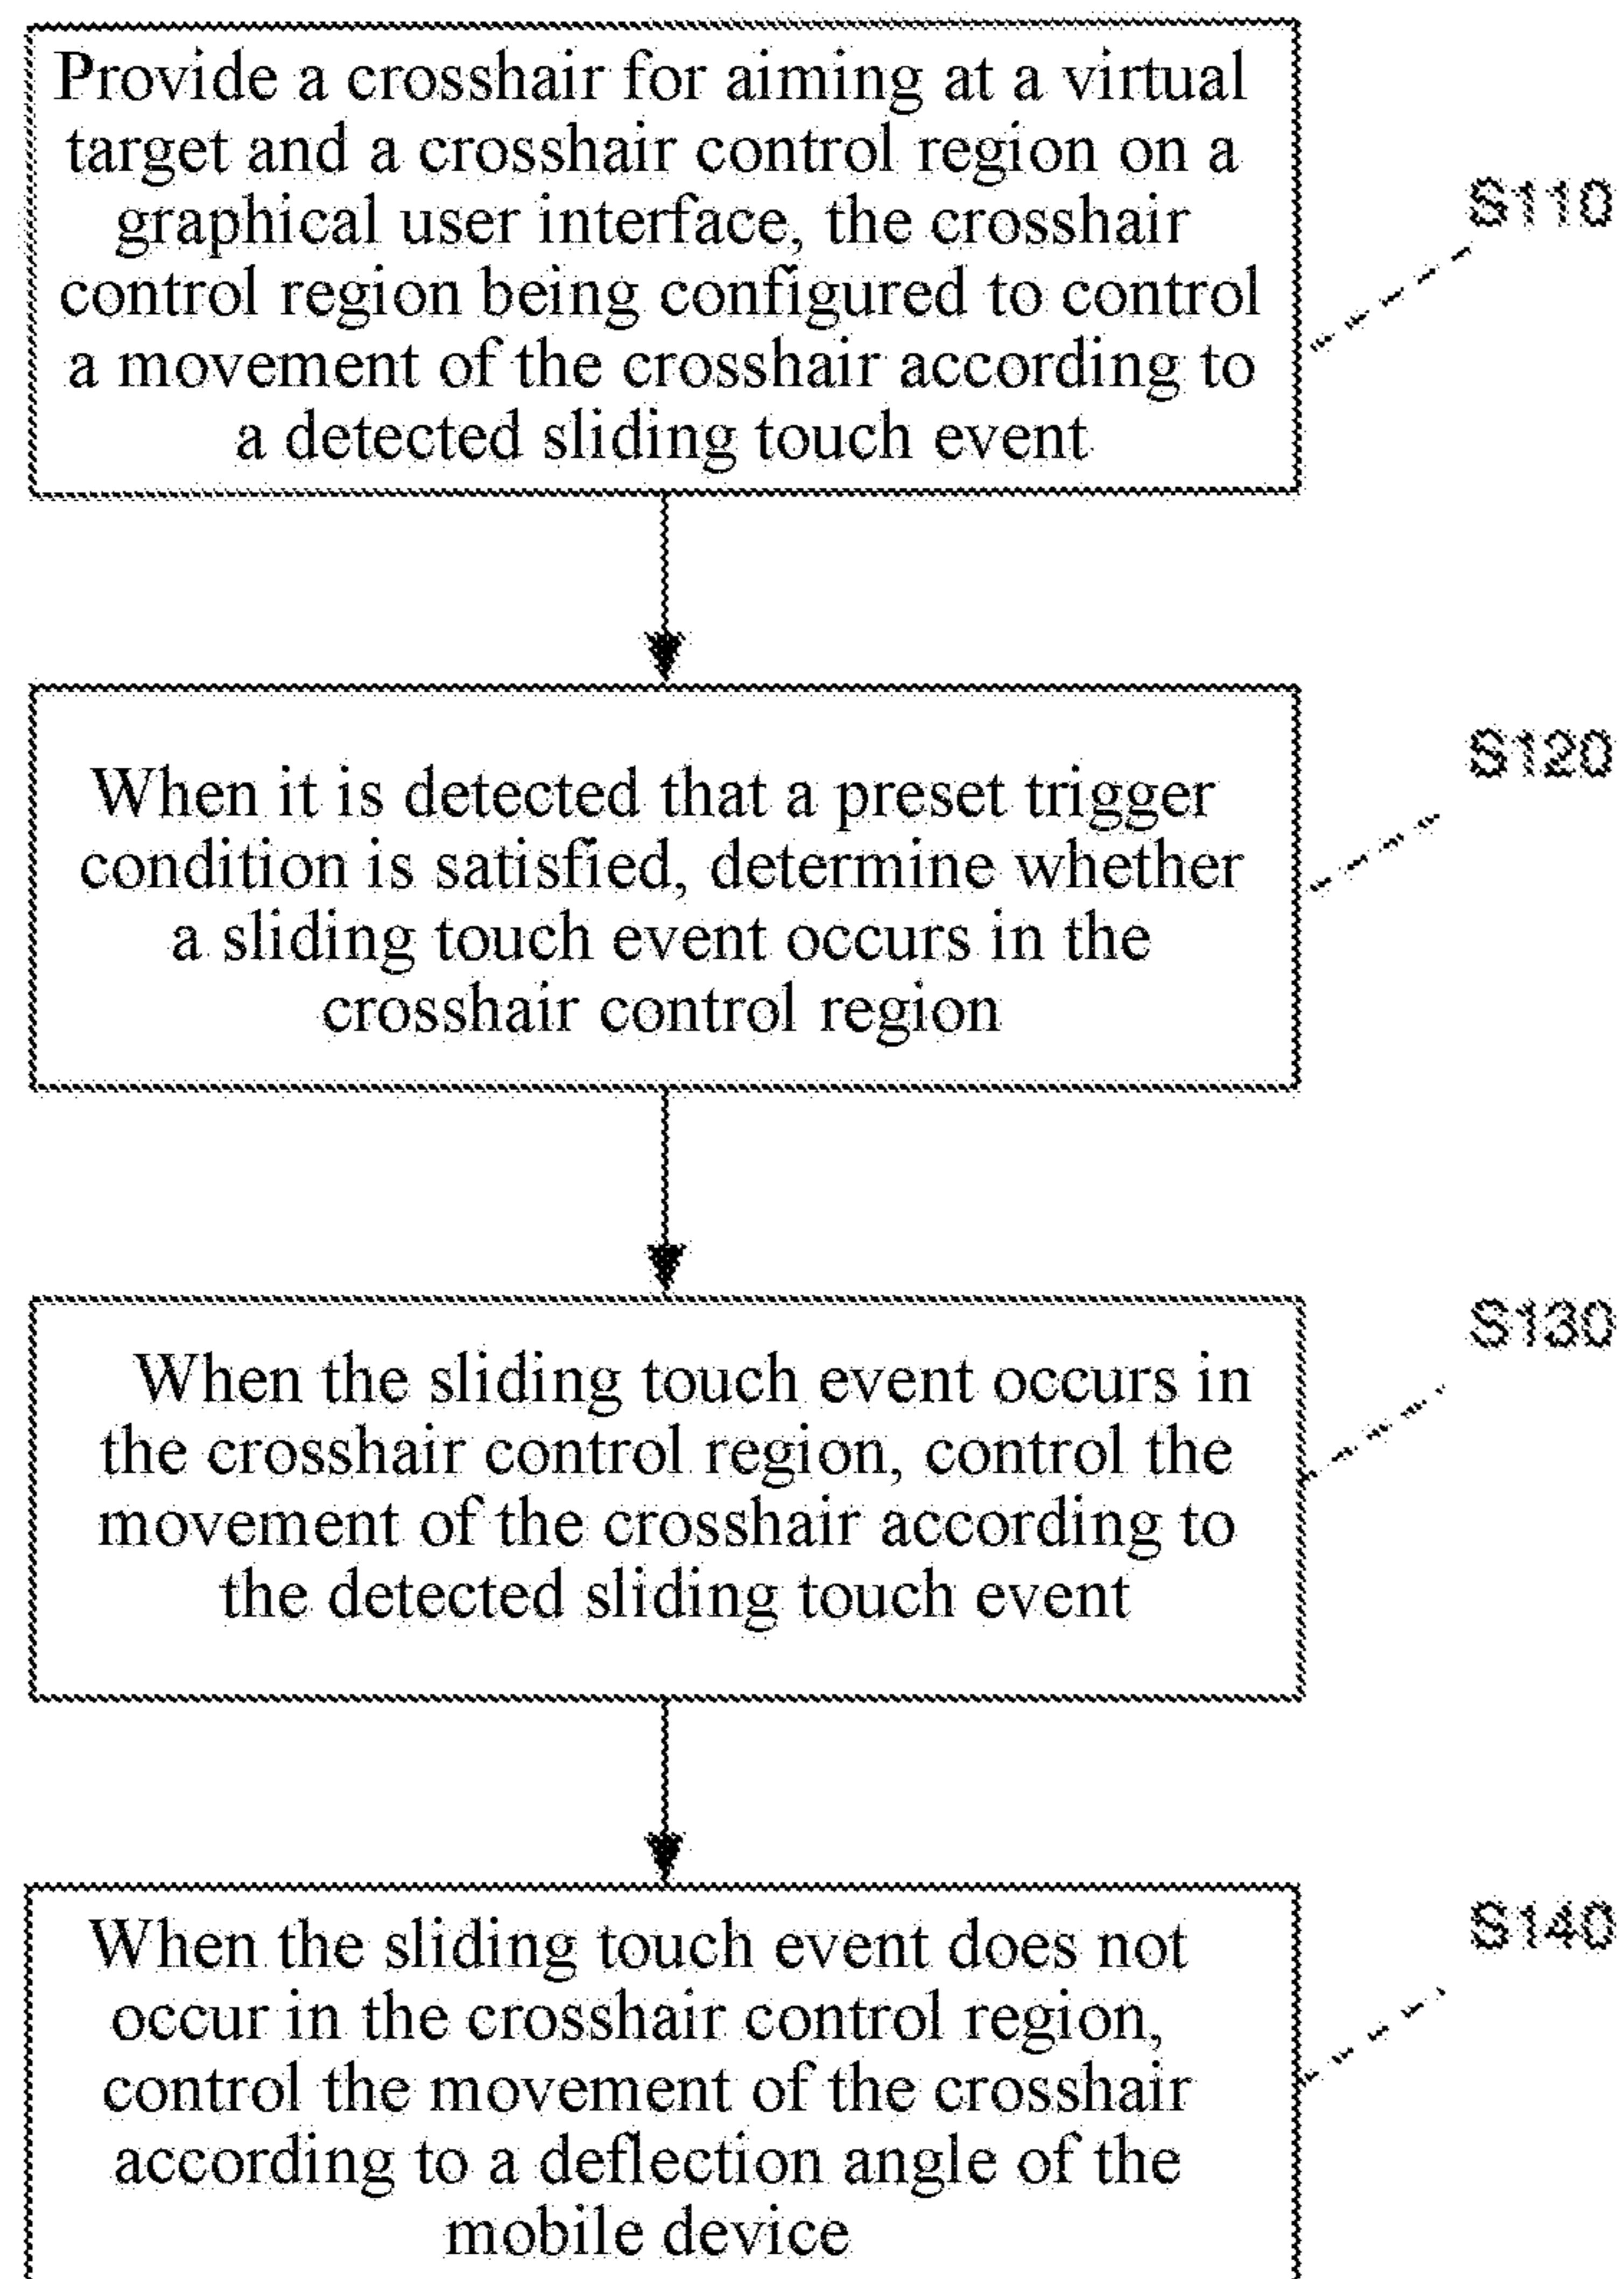 Provide a crosshair for aiming at a virtual
target and a crosshair control region on a
graphical user interface, the crosshair
control region being configured to control
a movement of the crosshair according to
a detected sliding touch event
S110
When it is detected that a preset trigger
condition is satisfied, determine whether
a sliding touch event occurs in the
crosshair control region
S120
When the sliding touch event occurs in
the crosshair control region, control the
movement of the crosshair according to
the detected sliding touch event
S130
When the sliding touch event does not
occur in the crosshair control region,
control the movement of the crosshair
according to a deflection angle of the
mobile device
S140